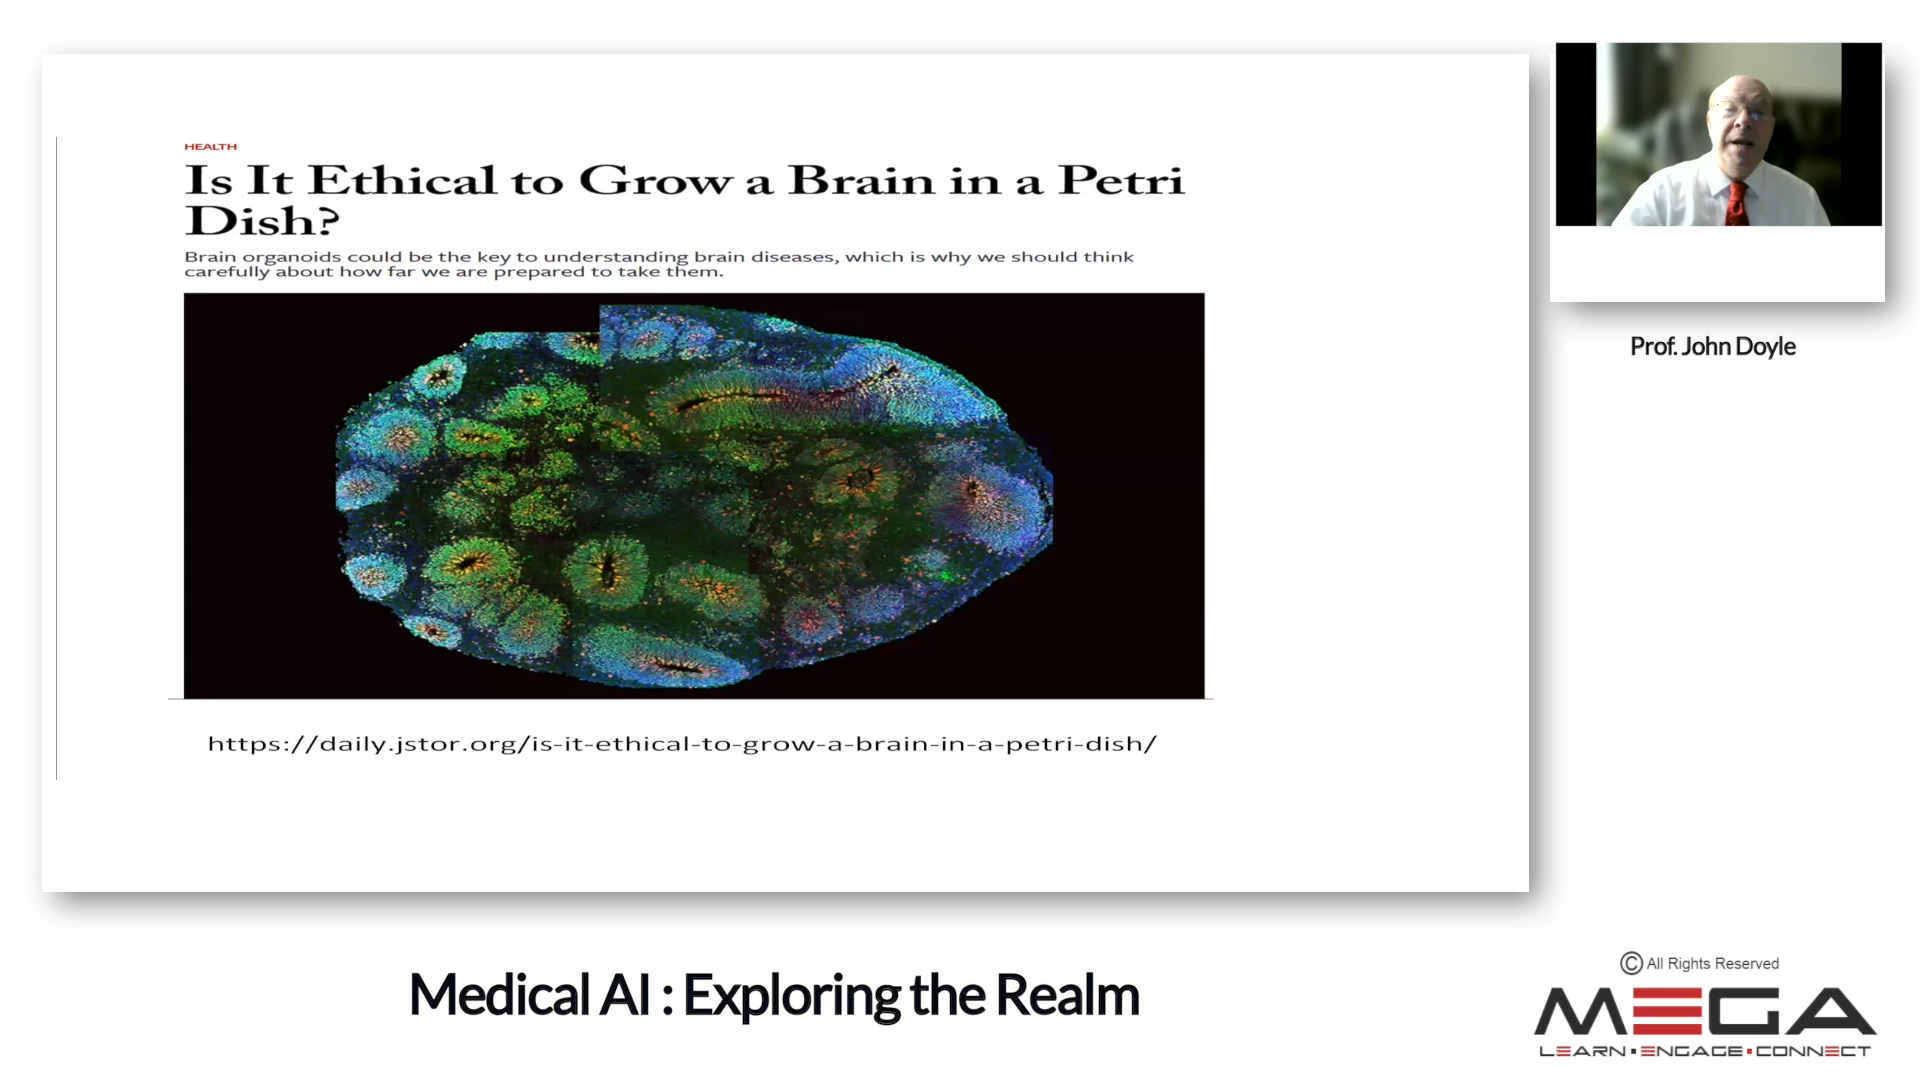 HEALTH
Is It Ethical to Grow a Brain in a Petri
Dish?
Brain organoids could be the key to understanding brain diseases, which is why we should think
carefully about how far we are prepared to take them.
https://daily.jstor.org/is-it-ethical-to-grow-a-brain-in-a-petri-dish/
Prof. John Doyle
Medical AI : Exploring the Realm
© All Rights Reserved
MEGA
LEARN▪ENGAGE▪CONNECT